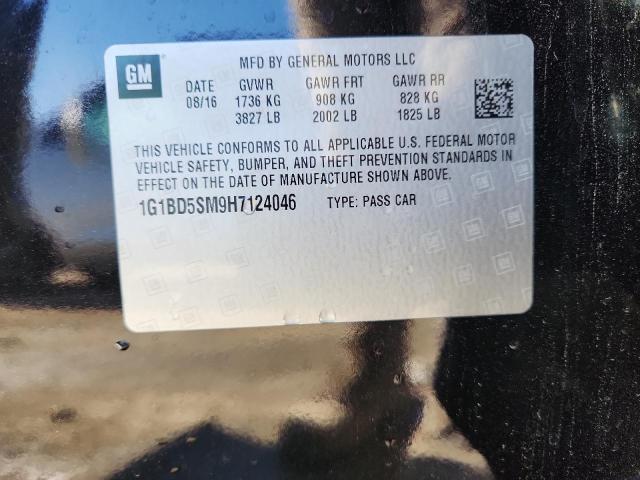 GM
MFD BY GENERAL MOTORS LLC
DATE GVWR GAWR FRT GAWR RR
08/16 1736 KG 908 KG 828 KG
3827 LB 2002 LB 1825 LB
THIS VEHICLE CONFORMS TO ALL APPLICABLE U.S. FEDERAL MOTOR
VEHICLE SAFETY, BUMPER, AND THEFT PREVENTION STANDARDS IN
EFFECT ON THE DATE OF MANUFACTURE SHOWN ABOVE.
1G1BD5SM9H7124046 TYPE: PASS CAR